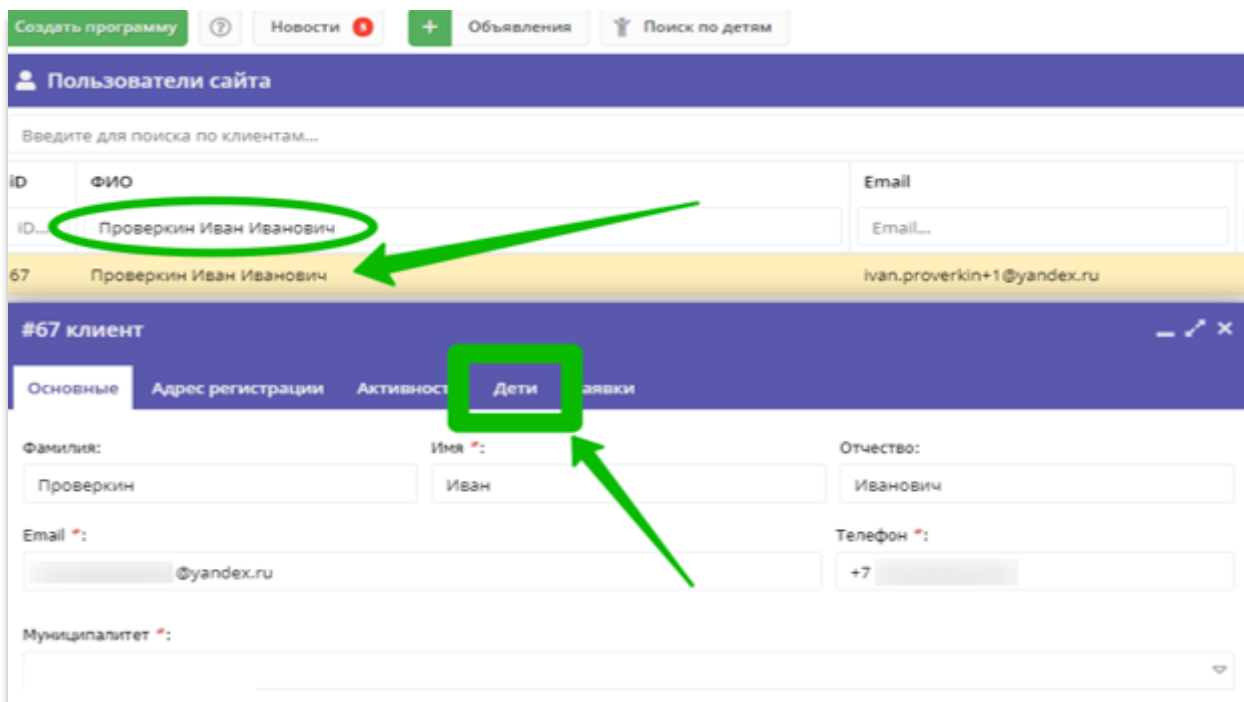 Создать программу ? Новости 5 + Объявления Поиск по детям
Пользователи сайта
Введите для поиска по клиентам...
iD ФИО Email
iD... Проверкин Иван Иванович Email...
67 Проверкин Иван Иванович ivan.proverkin+1@yandex.ru
#67 клиент
Основные Адрес регистрации Активност Дети аявки
Фамилия: Имя *: Отчество:
Проверкин Иван Иванович
Email *: Телефон *:
@yandex.ru +7
Муниципалитет *: